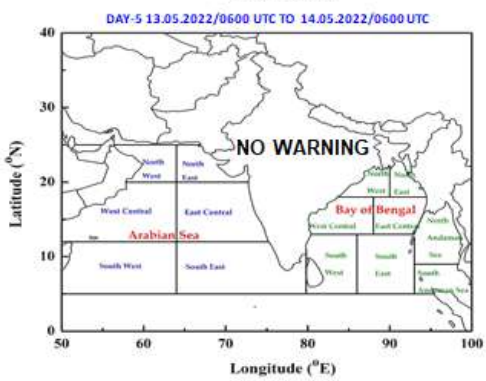 DAY-5 13.05.2022/0600 UTC TO 14.05.2022/0600 UTC
40
30
20
10
0
Latitude (°N)
NO WARNING
North West
North East
West Central
East Central
Arabian Sea
South West
South East
North West
North East
Bay of Bengal
West Central
East Central
South West
South East
North Andaman Sea
South Andaman Sea
50 60 70 80 90 100
Longitude (°E)